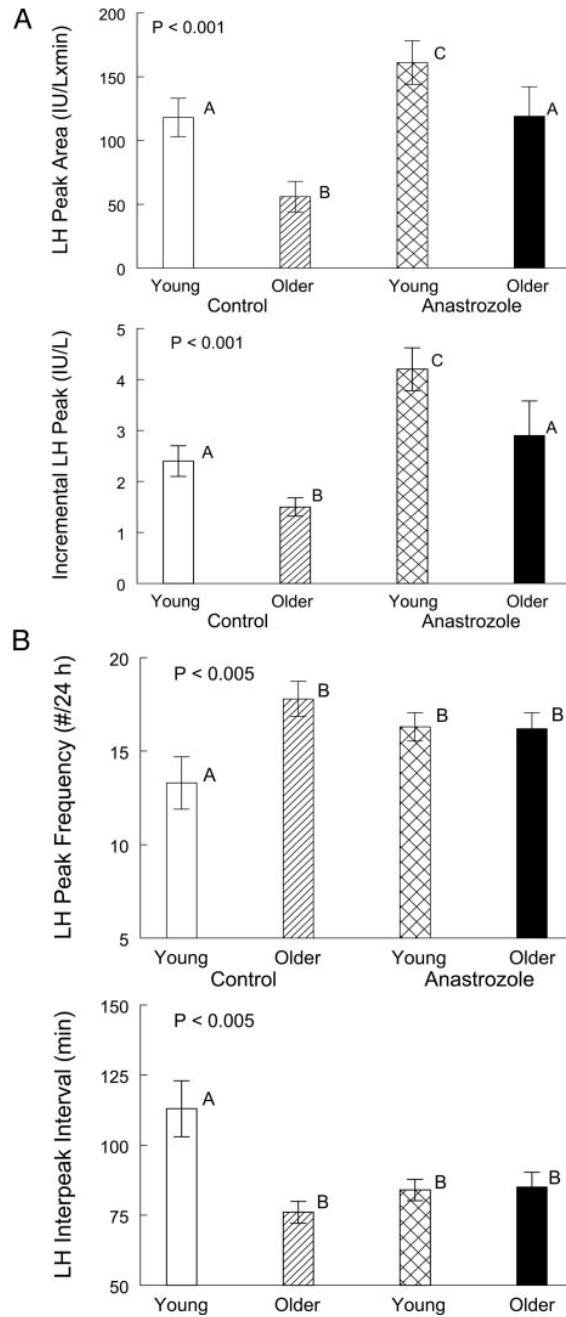 A
P < 0.001
LH Peak Area (IU/Lxmin)
200
150
100
50
0
A
B
C
A
Young Older Young Older
Control Anastrozole
P < 0.001
Incremental LH Peak (IU/L)
5
4
3
2
1
0
A
B
C
A
Young Older Young Older
Control Anastrozole
B
P < 0.005
LH Peak Frequency (#/24 h)
20
15
10
5
A
B
B
B
Young Older Young Older
Control Anastrozole
P < 0.005
LH Interpeak Interval (min)
150
125
100
75
50
A
B
B
B
Young Older Young Older